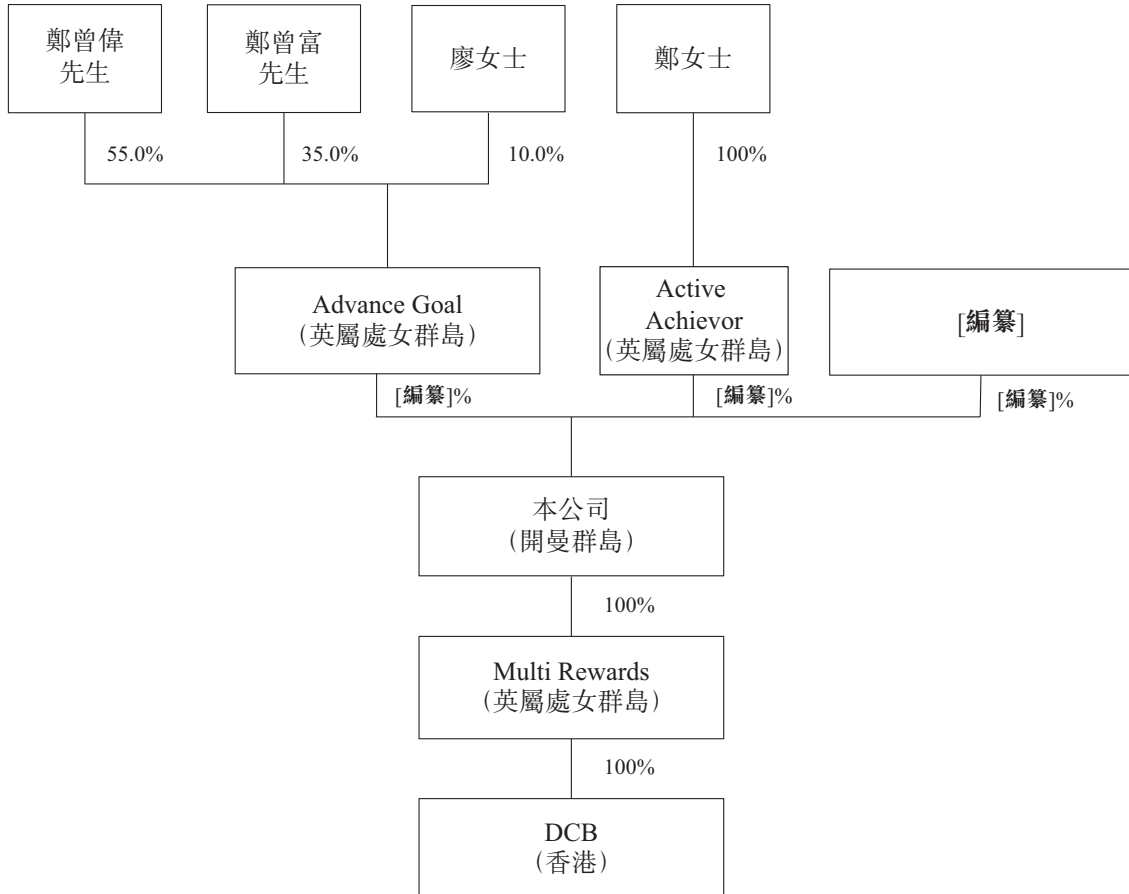 鄭曾偉
先生
鄭曾富
先生
廖女士
鄭女士
55.0%
35.0%
10.0%
100%
Advance Goal
(英屬處女群島)
Active
Achievor
(英屬處女群島)
[編纂]
[編纂]%
[編纂]%
[編纂]%
本公司
(開曼群島)
100%
Multi Rewards
(英屬處女群島)
100%
DCB
(香港)